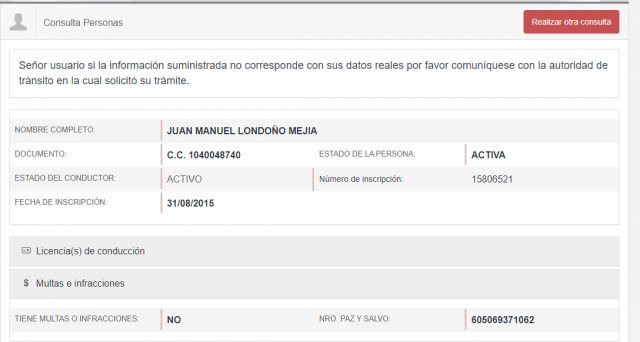 Consulta Personas
Realizar otra consulta
Señor usuario si la información suministrada no corresponde con sus datos reales por favor comuníquese con la autoridad de
tránsito en la cual solicitó su trámite.
NOMBRE COMPLETO: JUAN MANUEL LONDOÑO MEJIA
DOCUMENTO: C.C. 1040048740 ESTADO DE LA PERSONA: ACTIVA
ESTADO DEL CONDUCTOR: ACTIVO Número de inscripción: 15806521
FECHA DE INSCRIPCIÓN: 31/08/2015
Licencia(s) de conducción
$ Multas e infracciones
TIENE MULTAS O INFRACCIONES: NO NRO. PAZ Y SALVO: 605069371062